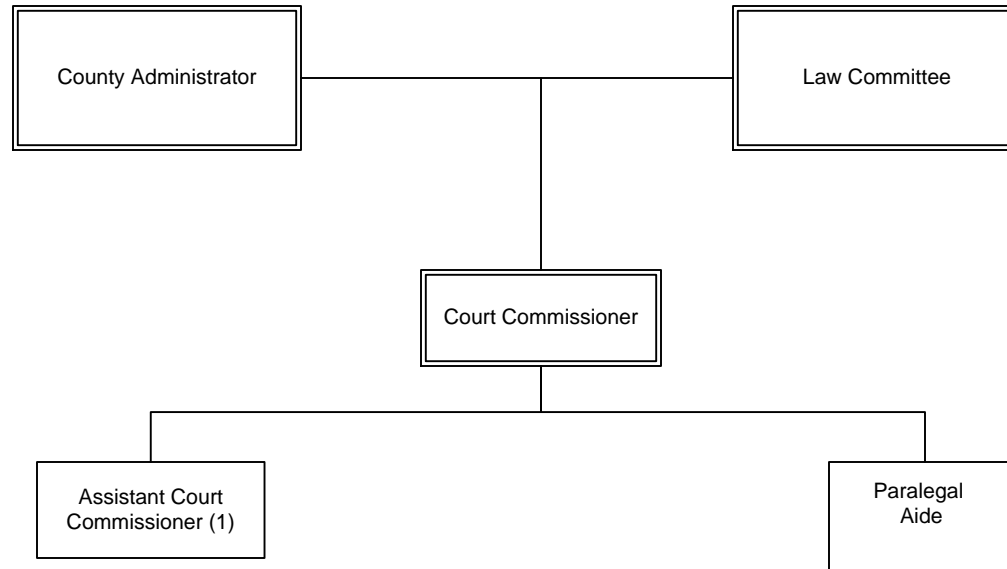 County Administrator
Law Committee
Court Commissioner
Assistant Court
Commissioner (1)
Paralegal
Aide